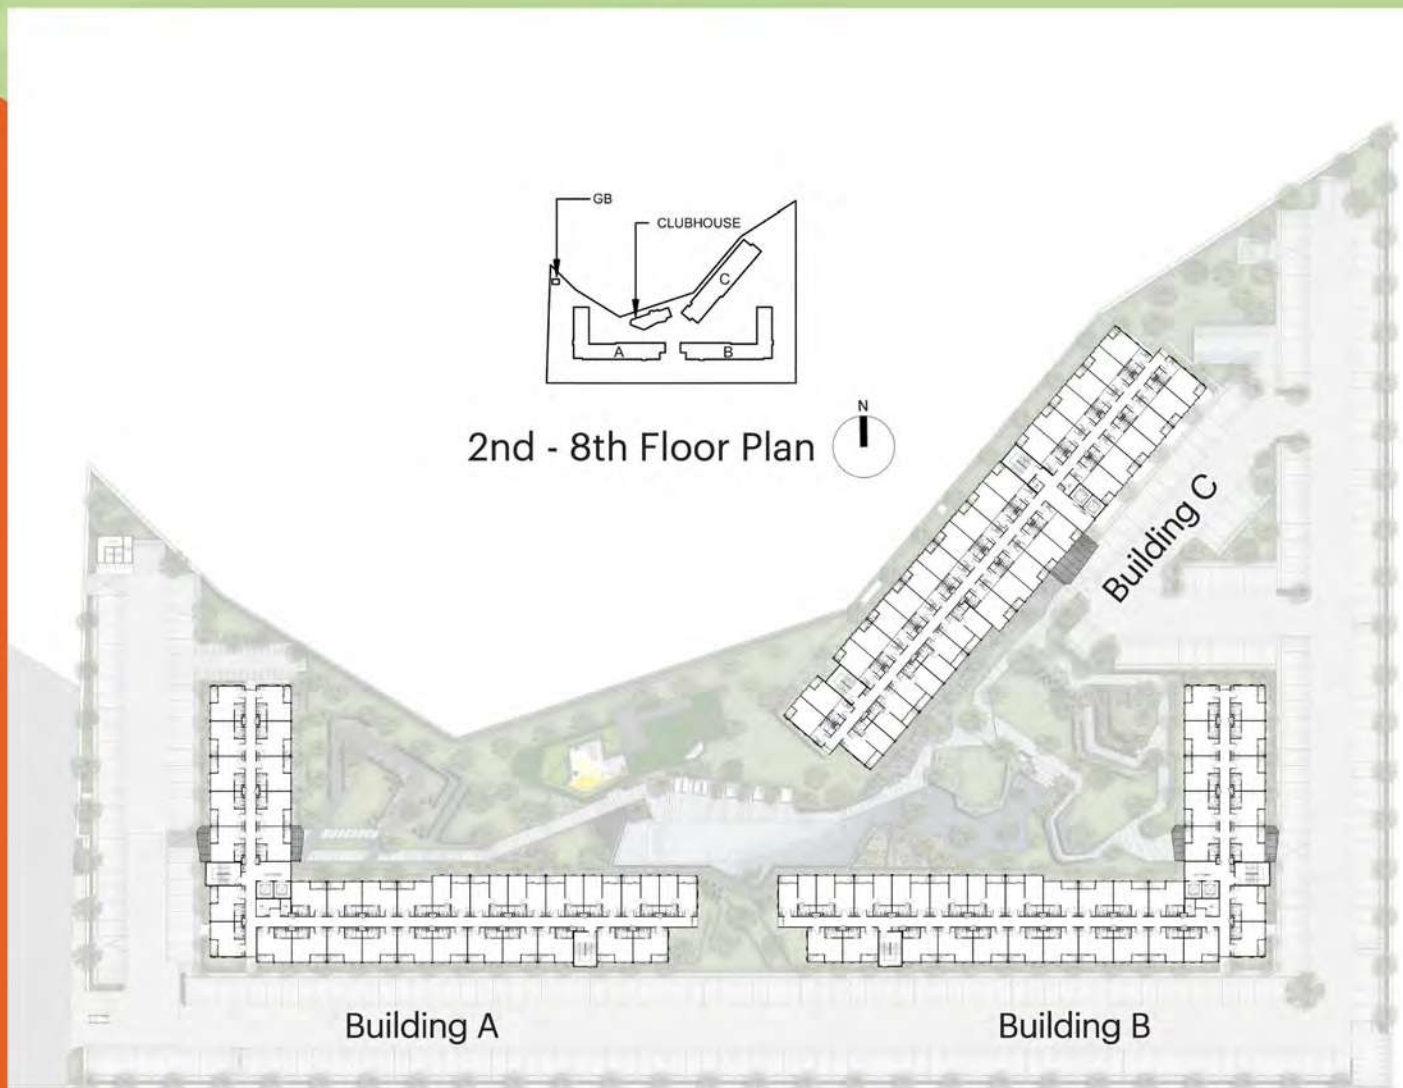 GB
CLUBHOUSE
C
A
B
N
2nd - 8th Floor Plan
Building C
Building A
Building B